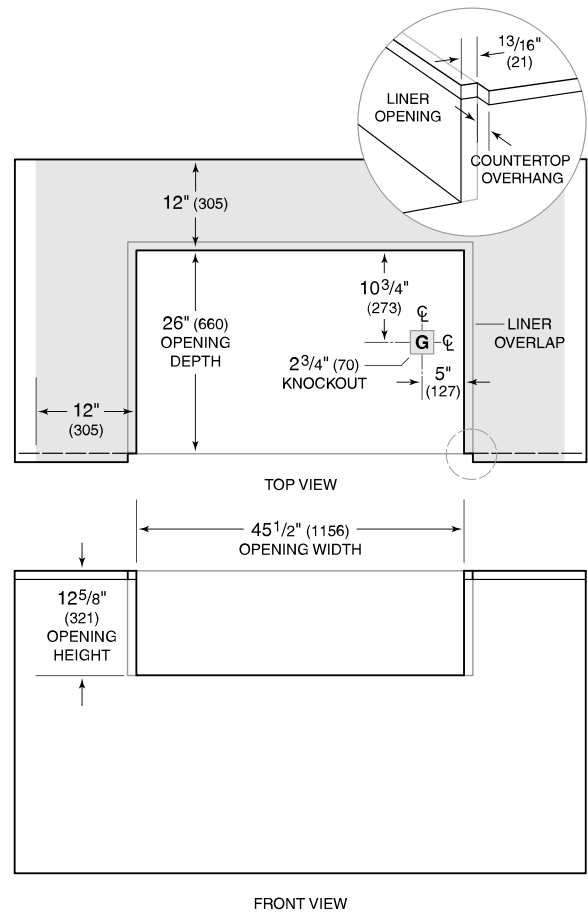 13/16"
(21)
LINER
OPENING
COUNTERTOP
OVERHANG
12" (305)
10 3/4"
(273)
26" (660)
OPENING
DEPTH
℄
G ℄
LINER
OVERLAP
2 3/4" (70)
KNOCKOUT
5"
(127)
12"
(305)
TOP VIEW
45 1/2" (1156)
OPENING WIDTH
12 5/8"
(321)
OPENING
HEIGHT
FRONT VIEW